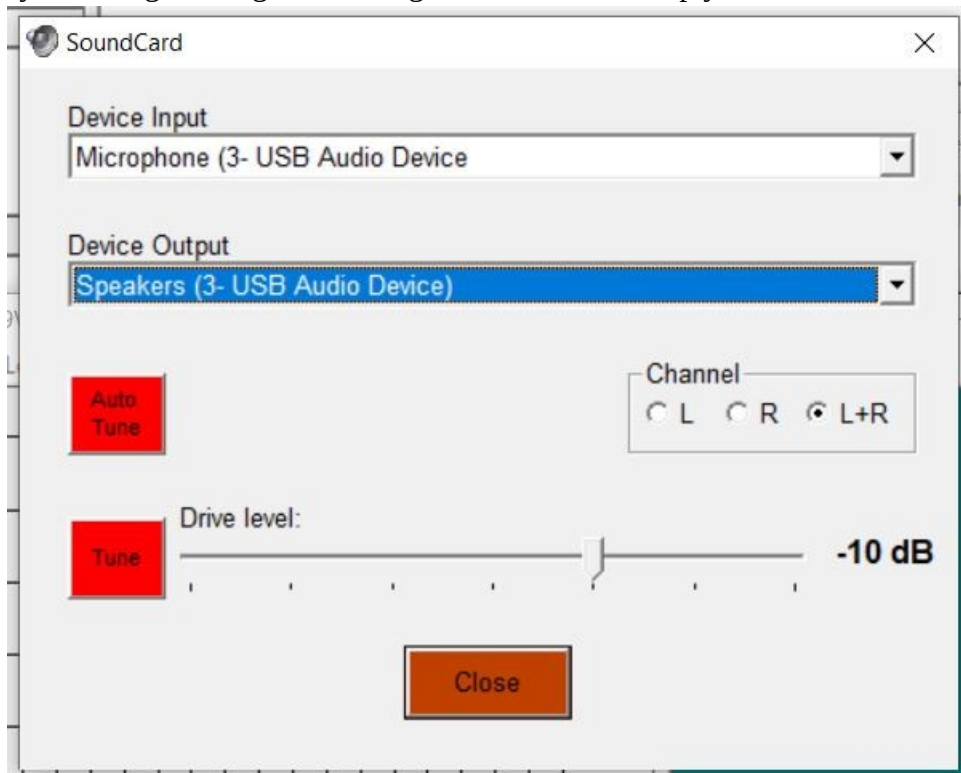 SoundCard
Device Input
Microphone (3- USB Audio Device
Device Output
Speakers (3- USB Audio Device)
Auto
Tune
Channel
L R L+R
Drive level:
Tune
-10 dB
Close